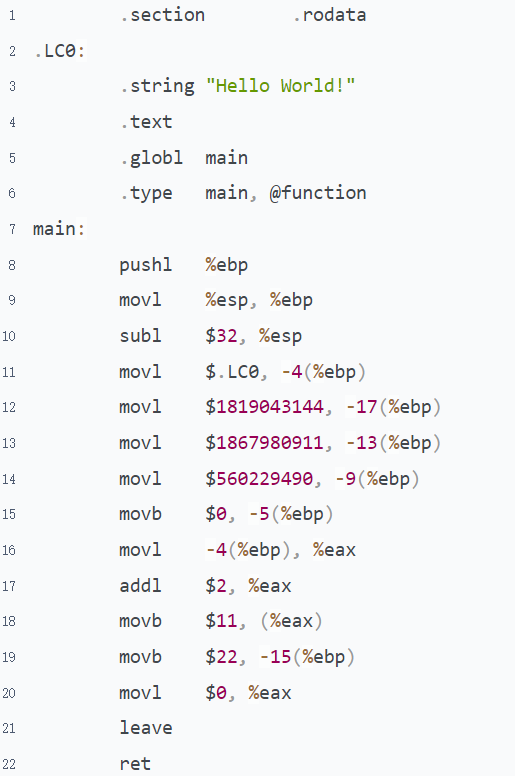 1 .section .rodata
2 .LC0:
3 .string "Hello World!"
4 .text
5 .globl main
6 .type main, @function
7 main:
8 pushl %ebp
9 movl %esp, %ebp
10 subl $32, %esp
11 movl $.LC0, -4(%ebp)
12 movl $1819043144, -17(%ebp)
13 movl $1867980911, -13(%ebp)
14 movl $560229490, -9(%ebp)
15 movb $0, -5(%ebp)
16 movl -4(%ebp), %eax
17 addl $2, %eax
18 movb $11, (%eax)
19 movb $22, -15(%ebp)
20 movl $0, %eax
21 leave
22 ret